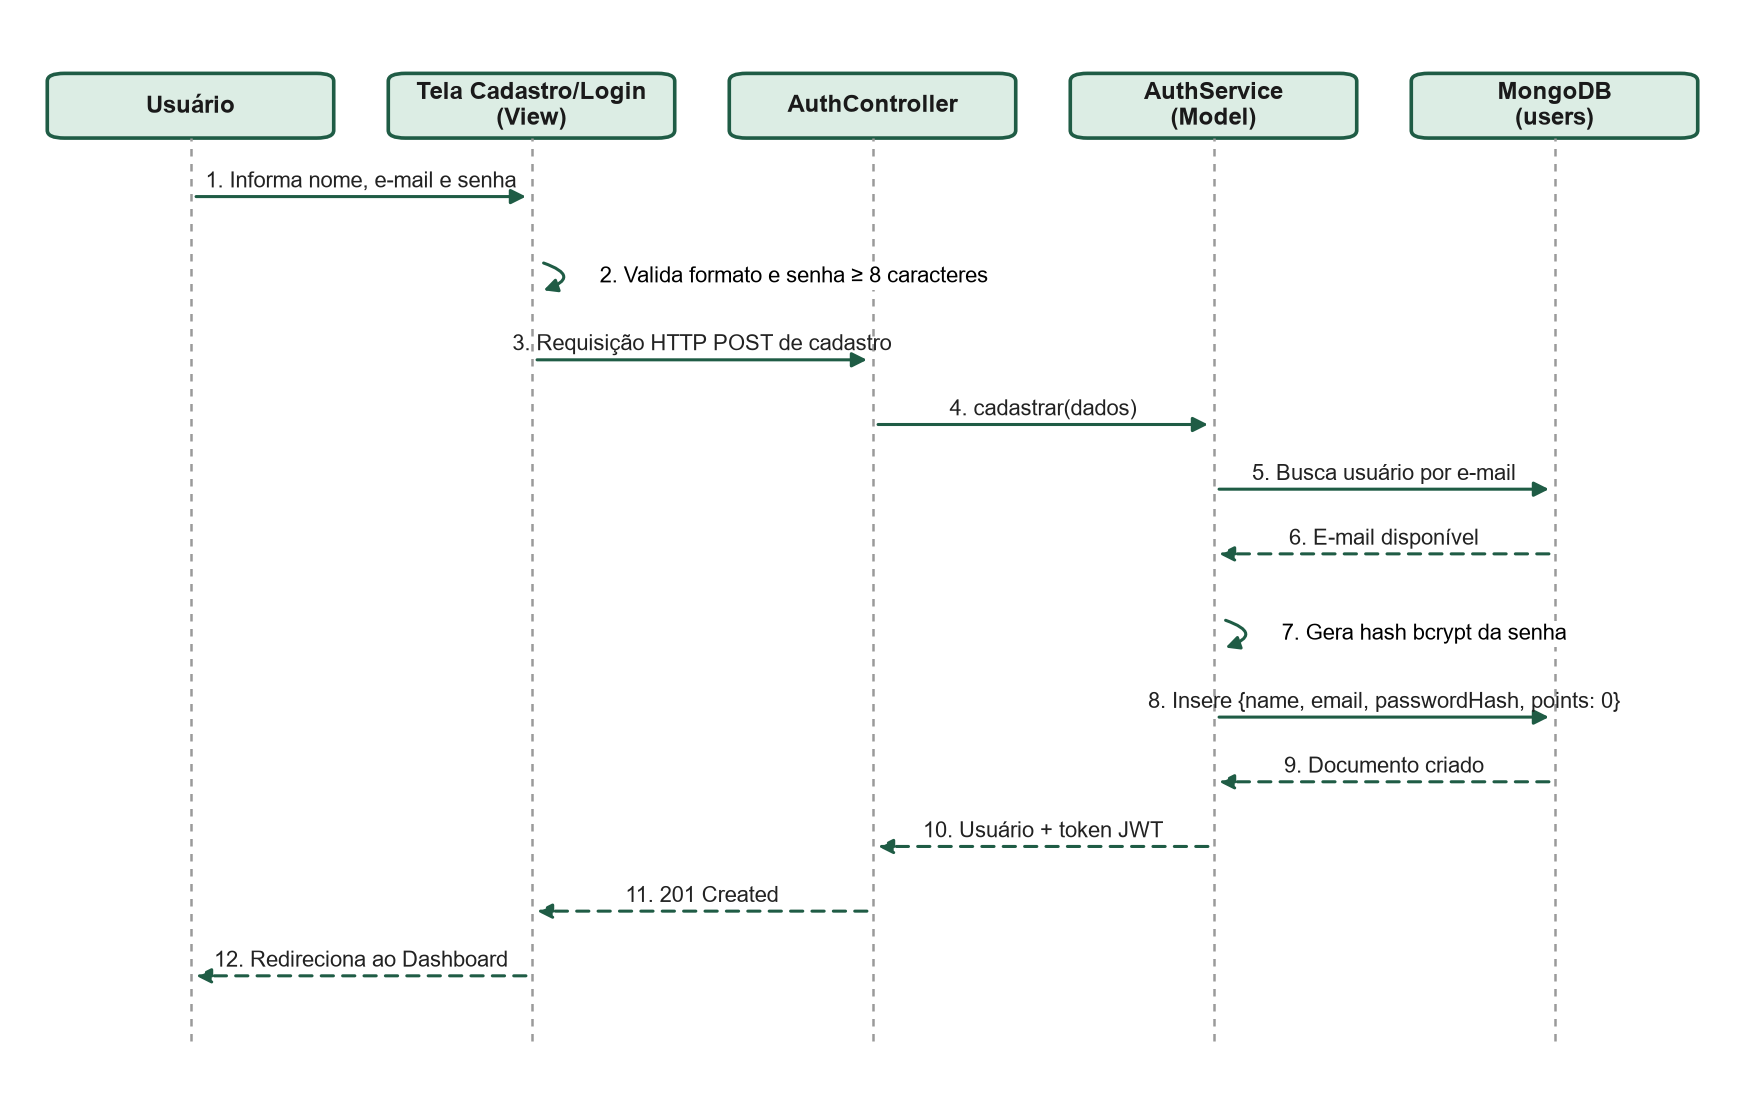 Usuário
Tela Cadastro/Login
(View)
AuthController
AuthService
(Model)
MongoDB
(users)
1. Informa nome, e-mail e senha
2. Valida formato e senha ≥ 8 caracteres
3. Requisição HTTP POST de cadastro
4. cadastrar(dados)
5. Busca usuário por e-mail
6. E-mail disponível
7. Gera hash bcrypt da senha
8. Insere {name, email, passwordHash, points: 0}
9. Documento criado
10. Usuário + token JWT
11. 201 Created
12. Redireciona ao Dashboard